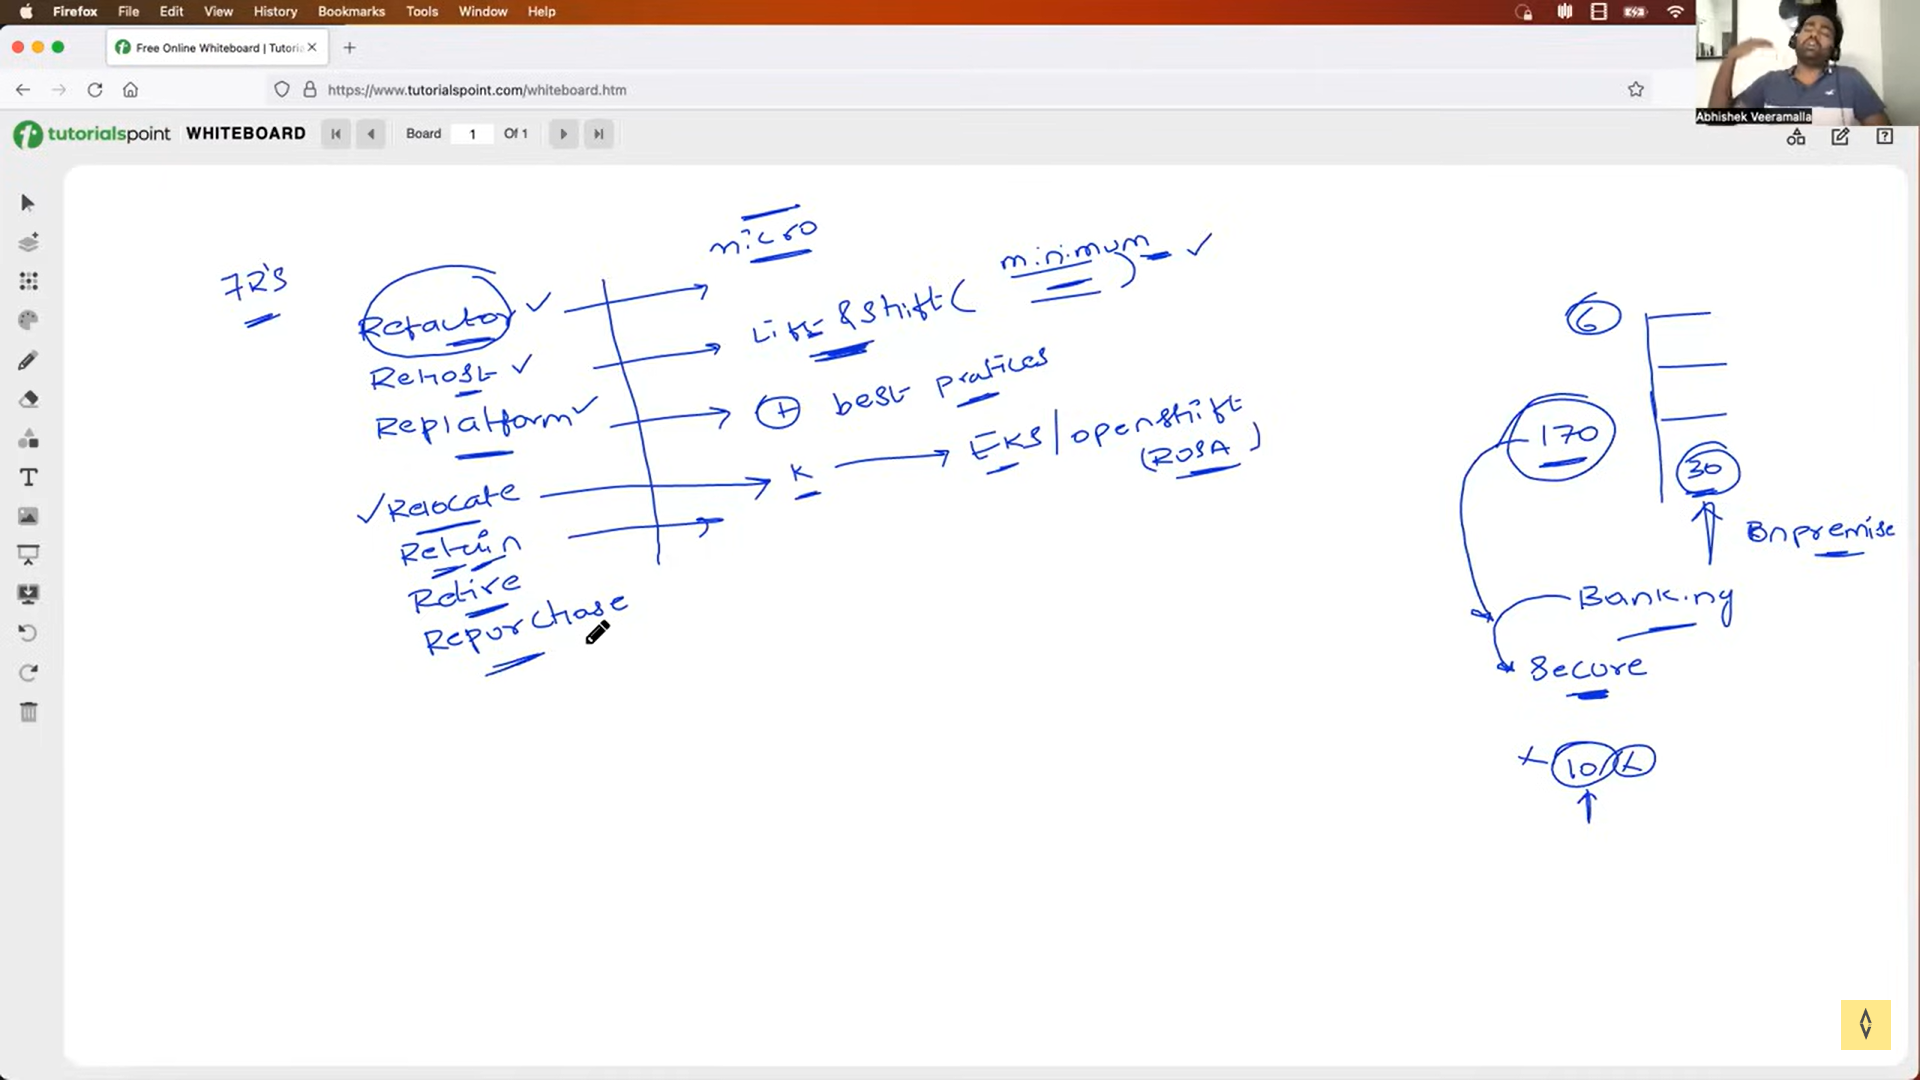 Firefox File Edit View History Bookmarks Tools Window Help
Free Online Whiteboard | Tutori
https://www.tutorialspoint.com/whiteboard.htm
Abhishek Veeramalla
tutorialspoint WHITEBOARD Board 1 Of 1
micro
7R's
Refactor
Lift & Shift ( minimum )
Rehost
Replatform
+ best pratices
Relocate
K
EKS / openshift
(ROSA)
Retain
Retire
Repurchase
6
170
30
Onpremise
Banking
Secure
10